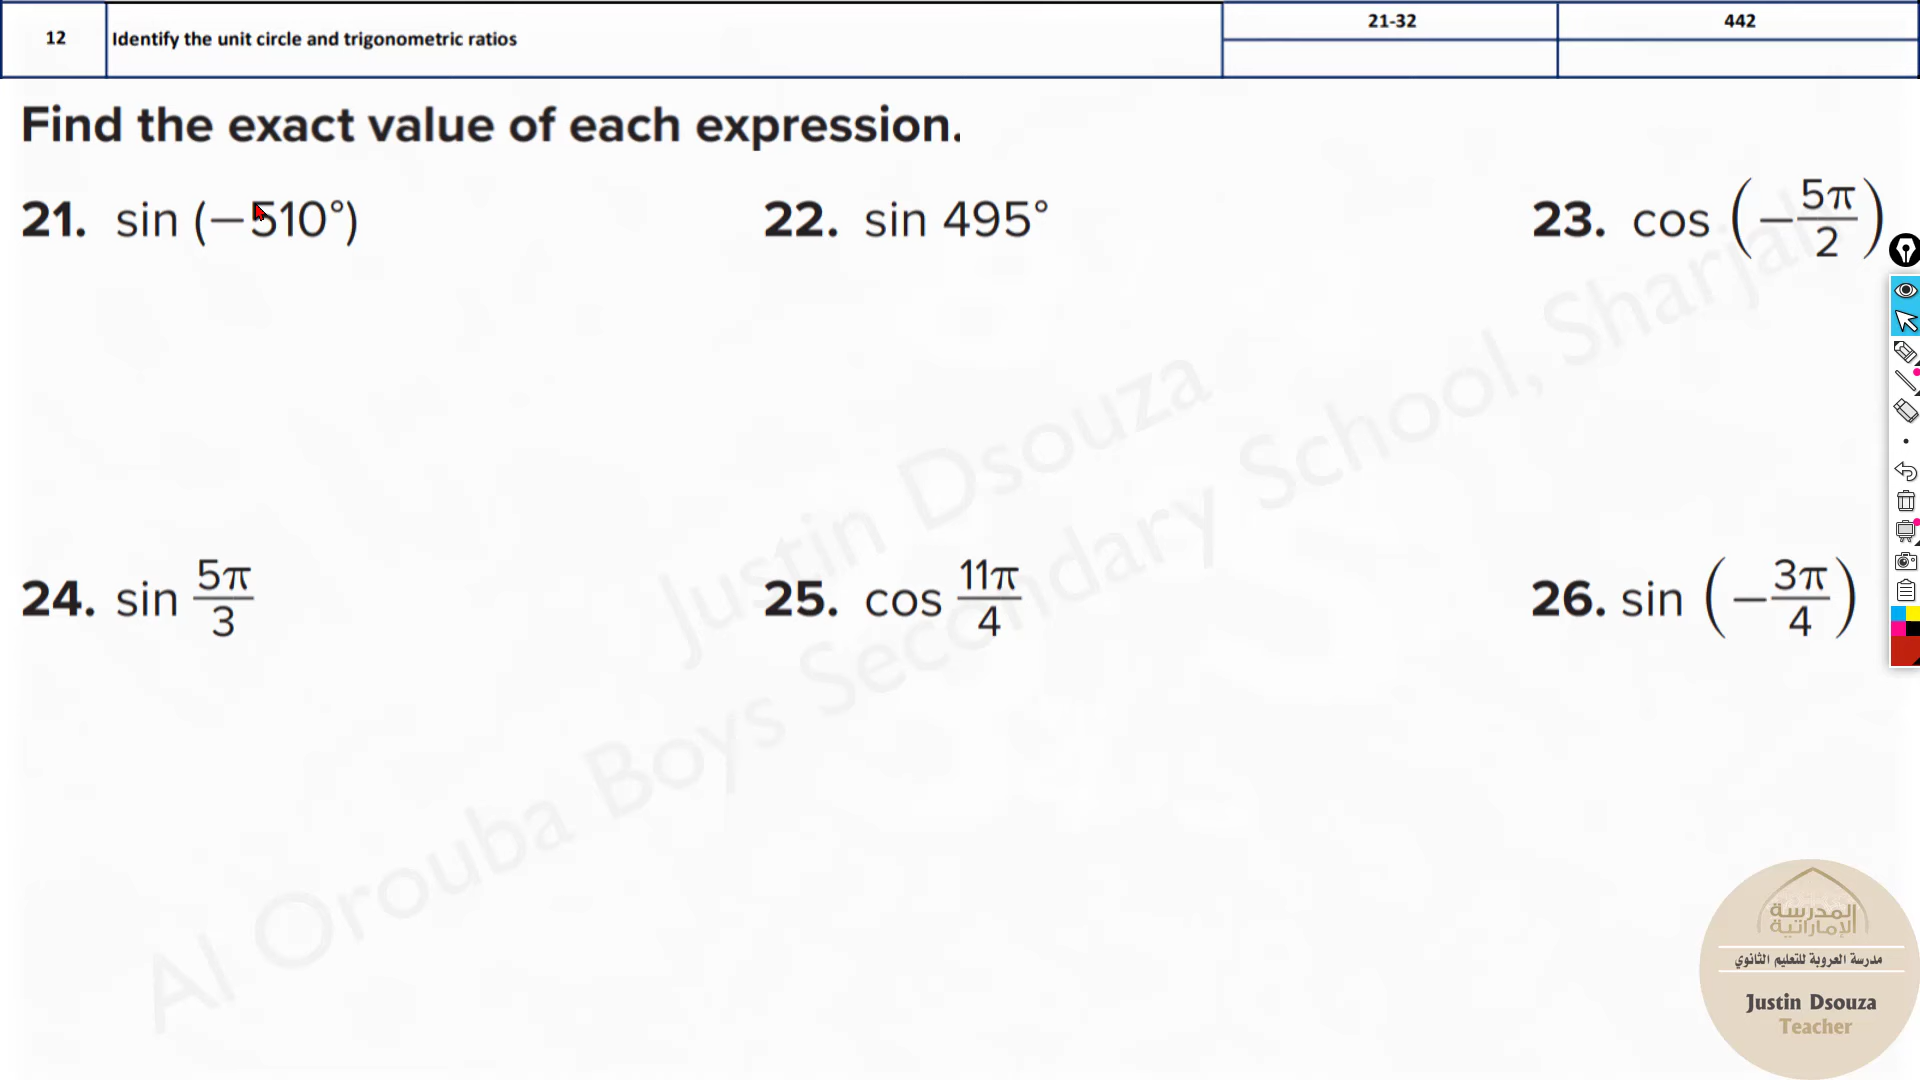 12 Identify the unit circle and trigonometric ratios 21-32 442
Find the exact value of each expression.
21. sin (−510°) 22. sin 495° 23. cos (−5π/2)
24. sin 5π/3 25. cos 11π/4 26. sin (−3π/4)
Justin Dsouza
Al Orouba Boys Secondary School, Sharjah
المدرسة
الإماراتية
مدرسة العروبة للتعليم الثانوي
Justin Dsouza
Teacher